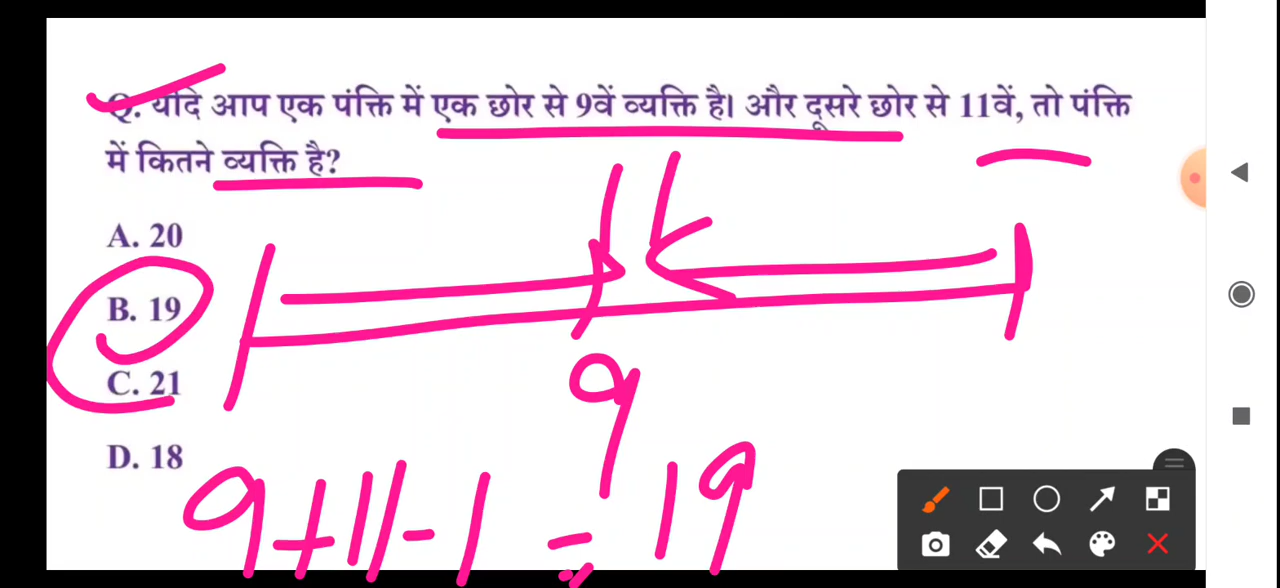 Q. यदि आप एक पंक्ति में एक छोर से 9वें व्यक्ति है। और दूसरे छोर से 11वें, तो पंक्ति
में कितने व्यक्ति है?
A. 20
B. 19
C. 21
D. 18
9
9+11-1 = 19